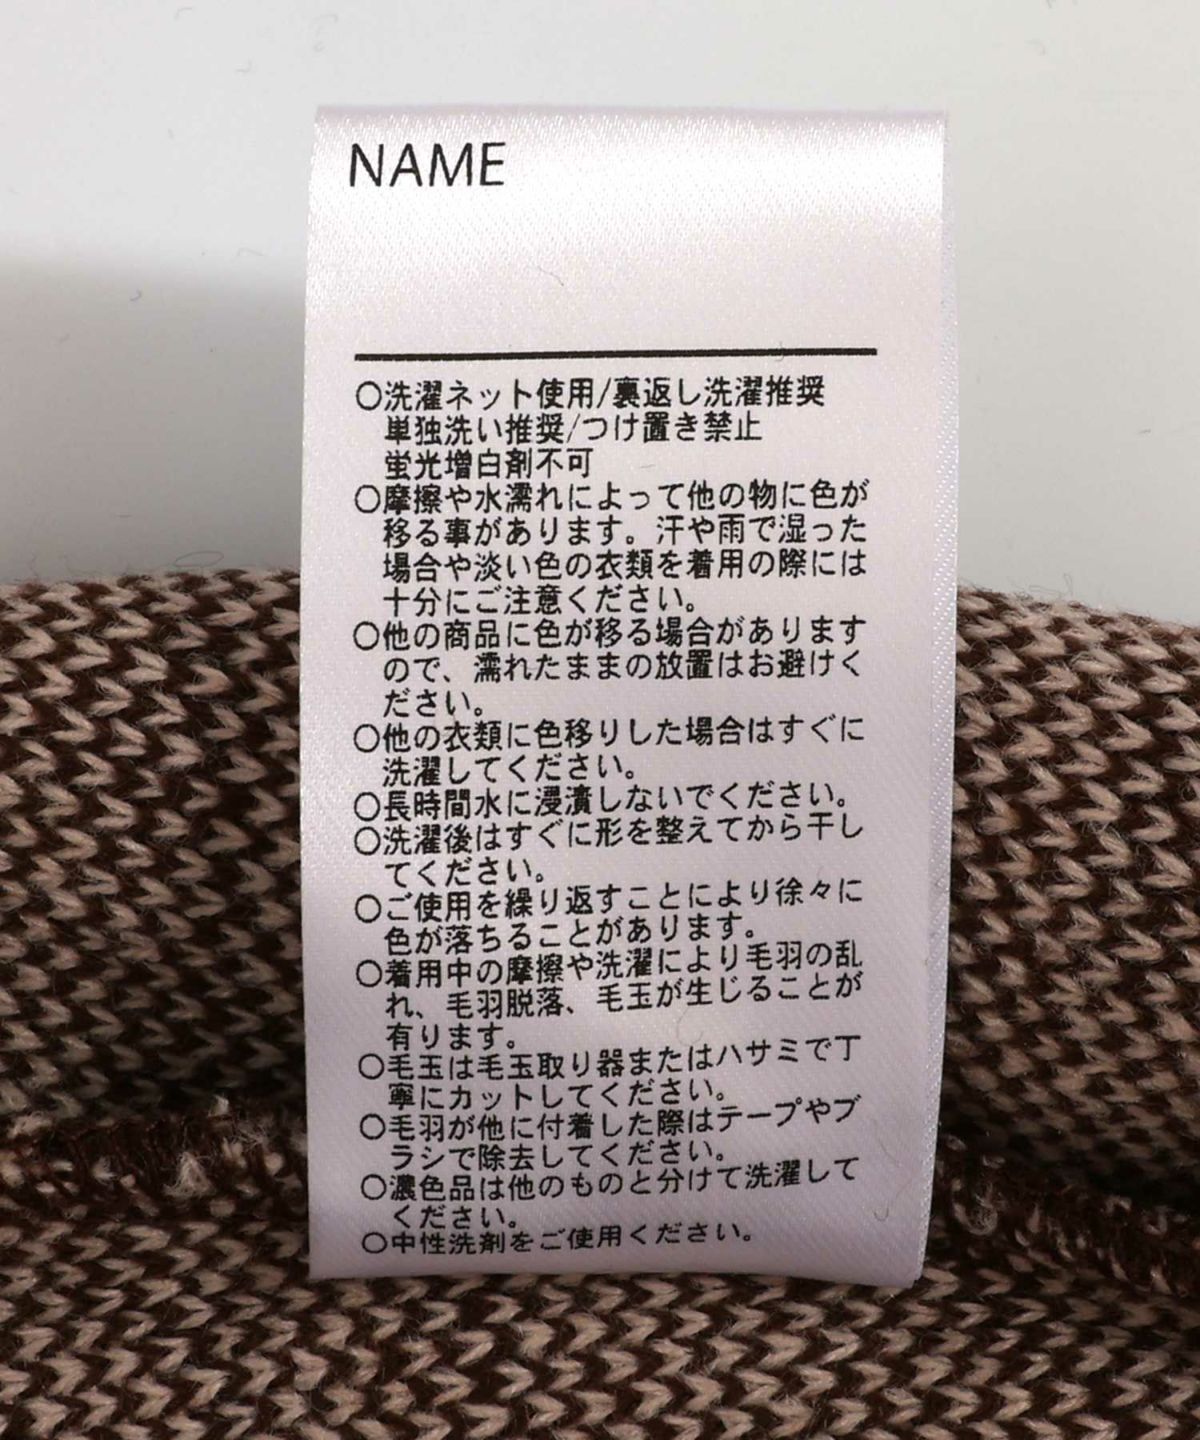 NAME
○洗濯ネット使用/裏返し洗濯推奨
単独洗い推奨/つけ置き禁止
蛍光増白剤不可
○摩擦や水濡れによって他の物に色が
移る事があります。汗や雨で湿った
場合や淡い色の衣類を着用の際には
十分にご注意ください。
○他の商品に色が移る場合があります
ので、濡れたままの放置はお避けく
ださい。
○他の衣類に色移りした場合はすぐに
洗濯してください。
○長時間水に浸漬しないでください。
○洗濯後はすぐに形を整えてから干し
てください。
○ご使用を繰り返すことにより徐々に
色が落ちることがあります。
○着用中の摩擦や洗濯により毛羽の乱
れ、毛羽脱落、毛玉が生じることが
有ります。
○毛玉は毛玉取り器またはハサミで丁
寧にカットしてください。
○毛羽が他に付着した際はテープやブ
ラシで除去してください。
○濃色品は他のものと分けて洗濯して
ください。
○中性洗剤をご使用ください。